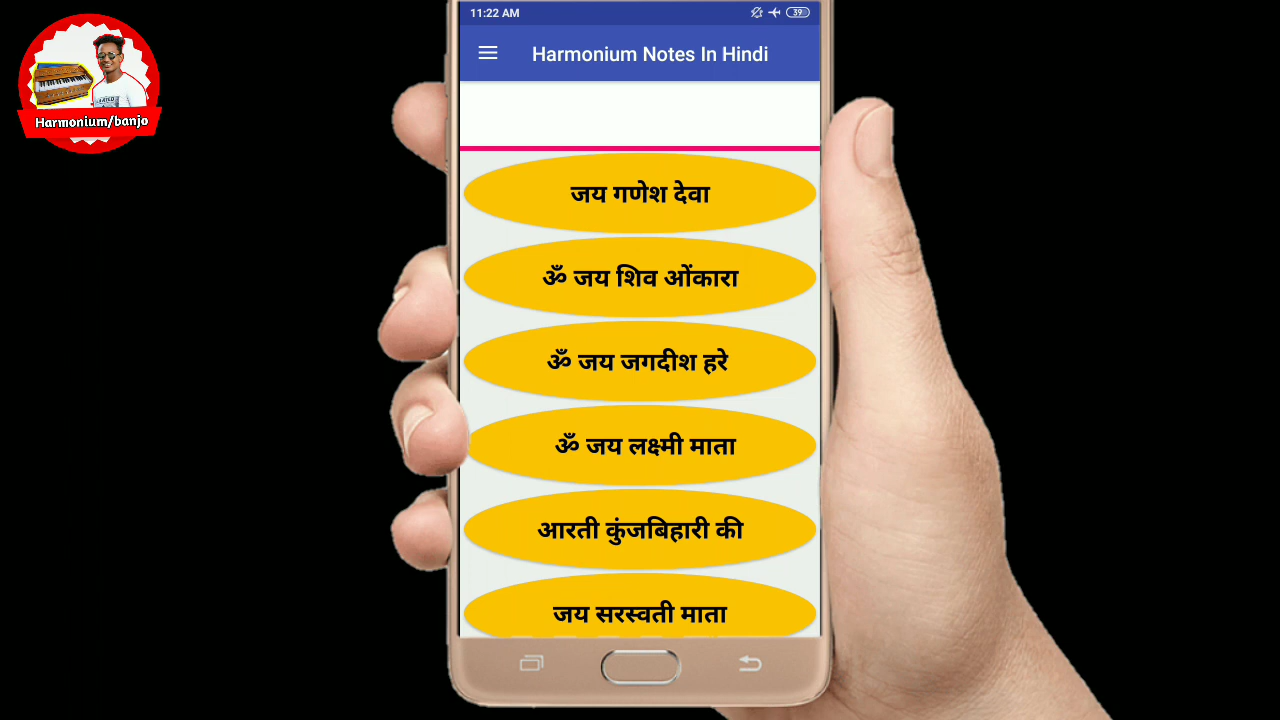 11:22 AM
39
Harmonium Notes In Hindi
Harmonium/banjo
जय गणेश देवा
ॐ जय शिव ओंकारा
ॐ जय जगदीश हरे
ॐ जय लक्ष्मी माता
आरती कुंजबिहारी की
जय सरस्वती माता